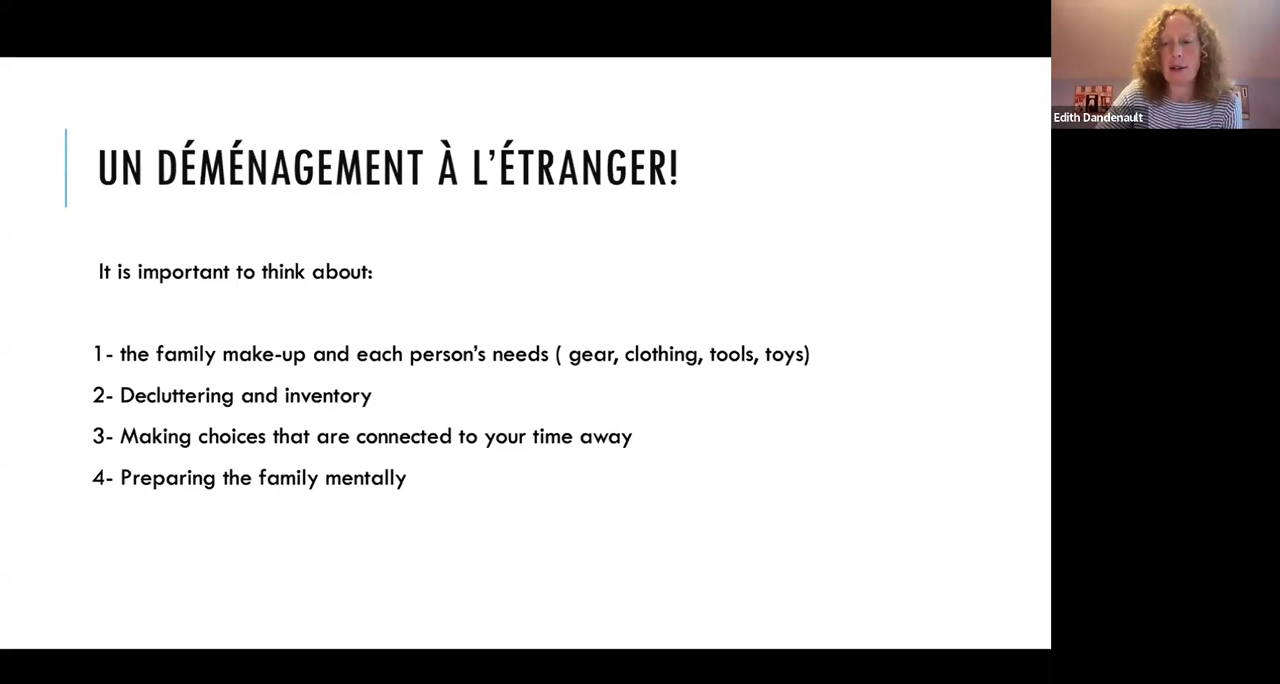 UN DÉMÉNAGEMENT À L'ÉTRANGER!
It is important to think about:
1- the family make-up and each person's needs ( gear, clothing, tools, toys)
2- Decluttering and inventory
3- Making choices that are connected to your time away
4- Preparing the family mentally
Edith Dandenault